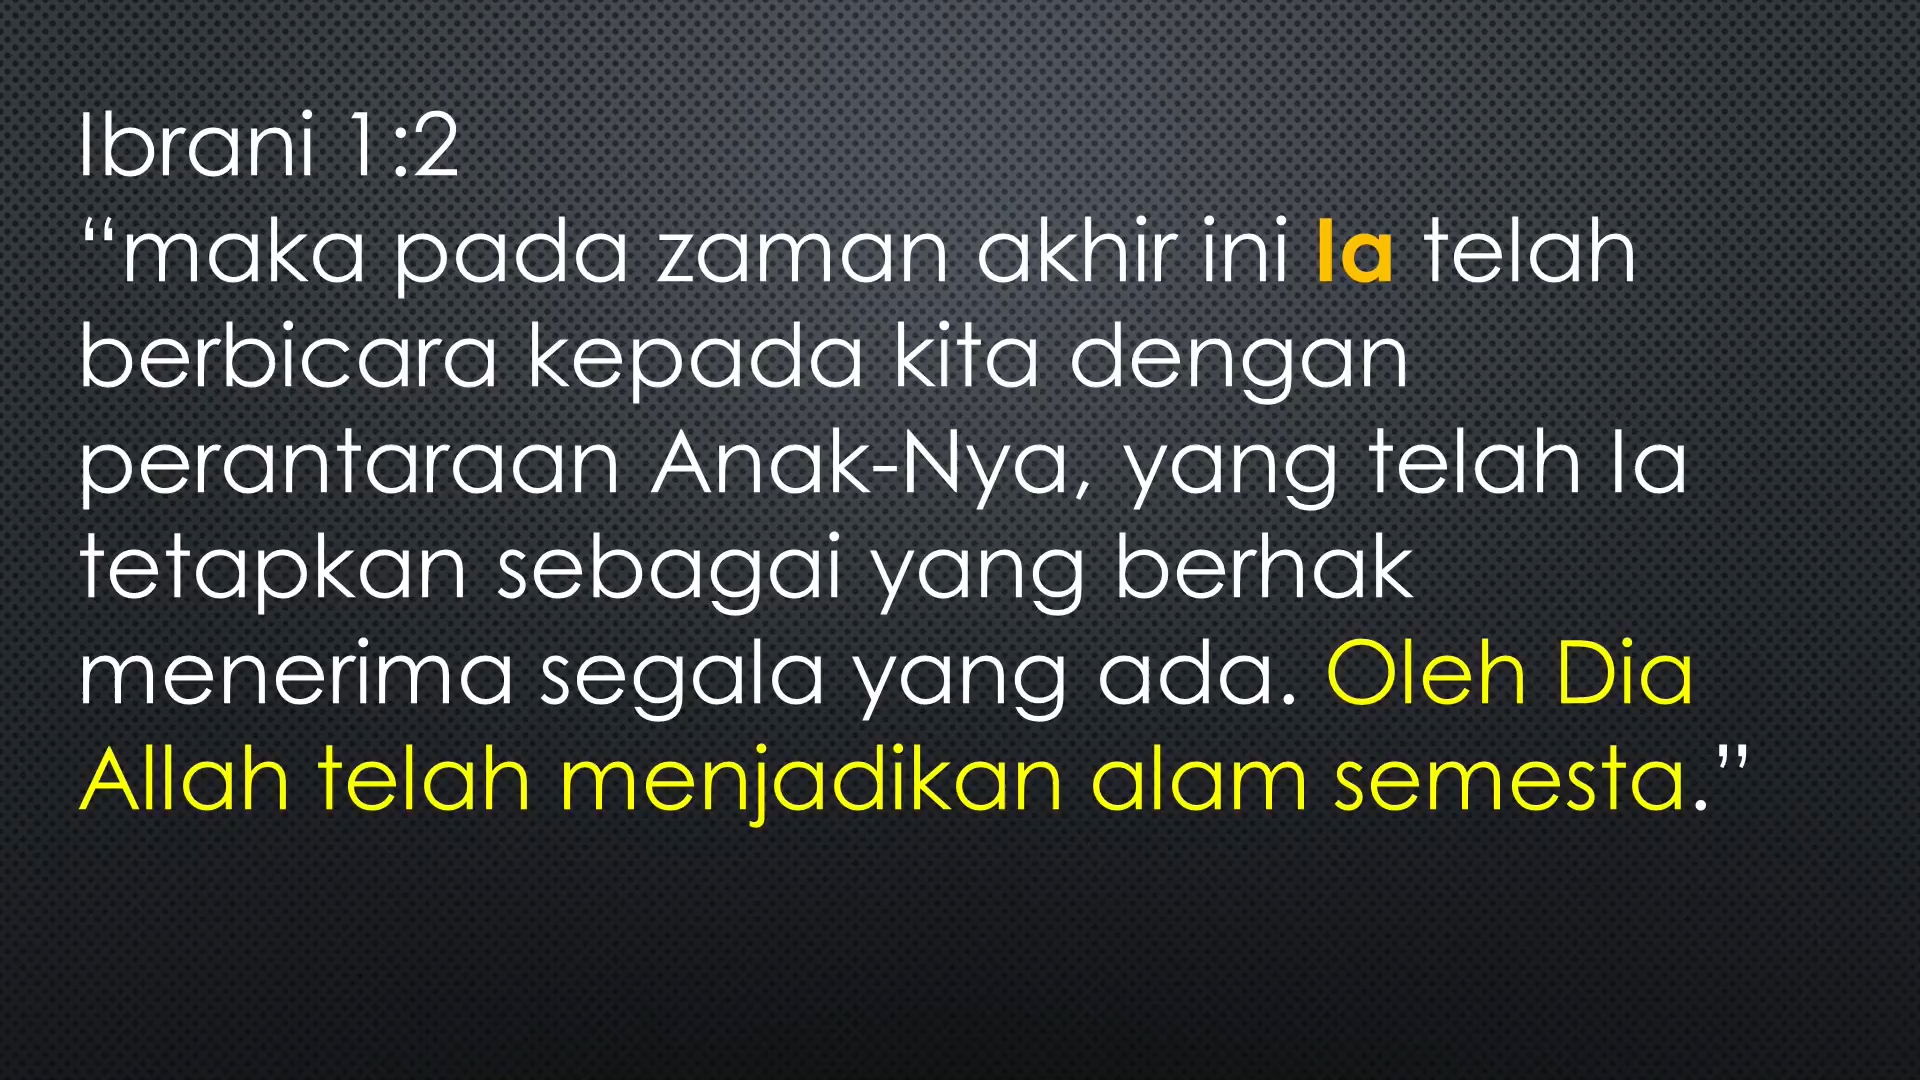 Ibrani 1:2
“maka pada zaman akhir ini Ia telah
berbicara kepada kita dengan
perantaraan Anak-Nya, yang telah Ia
tetapkan sebagai yang berhak
menerima segala yang ada. Oleh Dia
Allah telah menjadikan alam semesta.”